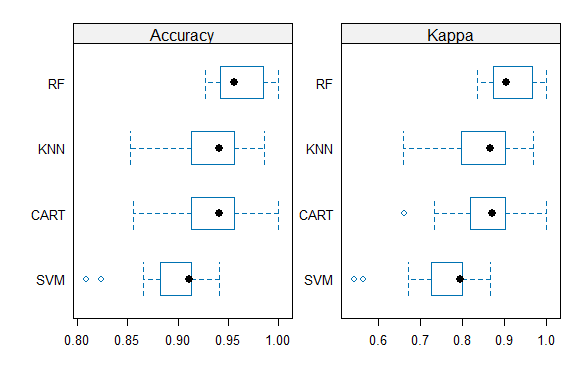 Accuracy
Kappa
RF
KNN
CART
SVM
RF
KNN
CART
SVM
0.80 0.85 0.90 0.95 1.00
0.6 0.7 0.8 0.9 1.0